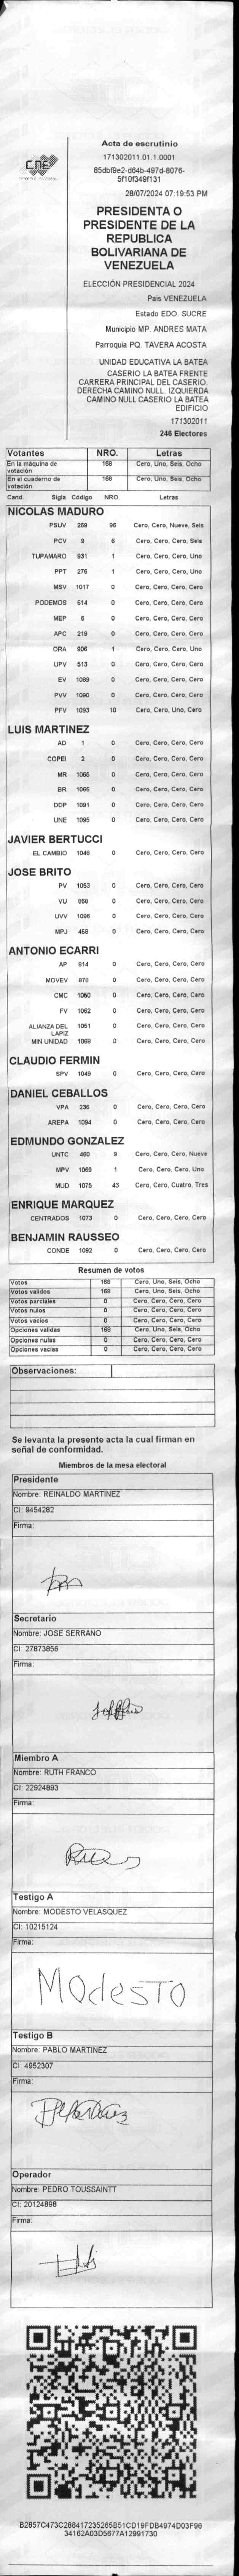 CNE
Acta de escrutinio
171302011.01.1.0001
85dbf9e2-d64b-497d-8076-
5f10f349f131
28/07/2024 07:19:53 PM
PRESIDENTA O
PRESIDENTE DE LA
REPUBLICA
BOLIVARIANA DE
VENEZUELA
ELECCIÓN PRESIDENCIAL 2024
Pais VENEZUELA
Estado EDO. SUCRE
Municipio MP. ANDRES MATA
Parroquia PQ. TAVERA ACOSTA
UNIDAD EDUCATIVA LA BATEA
CASERIO LA BATEA FRENTE
CARRERA PRINCIPAL DEL CASERIO.
DERECHA CAMINO NULL. IZQUIERDA
CAMINO NULL CASERIO LA BATEA
EDIFICIO
171302011
246 Electores
Votantes NRO. Letras
En la máquina de votación 168 Cero, Uno, Seis, Ocho
En el cuaderno de votación 168 Cero, Uno, Seis, Ocho
Cand. Sigla Código NRO. Letras
NICOLAS MADURO
PSUV 269 96 Cero, Cero, Nueve, Seis
PCV 9 6 Cero, Cero, Cero, Seis
TUPAMARO 931 1 Cero, Cero, Cero, Uno
PPT 276 1 Cero, Cero, Cero, Uno
MSV 1017 0 Cero, Cero, Cero, Cero
PODEMOS 514 0 Cero, Cero, Cero, Cero
MEP 6 0 Cero, Cero, Cero, Cero
APC 219 0 Cero, Cero, Cero, Cero
ORA 906 1 Cero, Cero, Cero, Uno
UPV 513 0 Cero, Cero, Cero, Cero
EV 1089 0 Cero, Cero, Cero, Cero
PVV 1090 0 Cero, Cero, Cero, Cero
PFV 1093 10 Cero, Cero, Uno, Cero
LUIS MARTINEZ
AD 1 0 Cero, Cero, Cero, Cero
COPEI 2 0 Cero, Cero, Cero, Cero
MR 1065 0 Cero, Cero, Cero, Cero
BR 1066 0 Cero, Cero, Cero, Cero
DDP 1091 0 Cero, Cero, Cero, Cero
UNE 1095 0 Cero, Cero, Cero, Cero
JAVIER BERTUCCI
EL CAMBIO 1048 0 Cero, Cero, Cero, Cero
JOSE BRITO
PV 1053 0 Cero, Cero, Cero, Cero
VU 868 0 Cero, Cero, Cero, Cero
UVV 1096 0 Cero, Cero, Cero, Cero
MPJ 458 0 Cero, Cero, Cero, Cero
ANTONIO ECARRI
AP 814 0 Cero, Cero, Cero, Cero
MOVEV 876 0 Cero, Cero, Cero, Cero
CMC 1050 0 Cero, Cero, Cero, Cero
FV 1062 0 Cero, Cero, Cero, Cero
ALIANZA DEL LAPIZ 1051 0 Cero, Cero, Cero, Cero
MIN UNIDAD 1069 0 Cero, Cero, Cero, Cero
CLAUDIO FERMIN
SPV 1049 0 Cero, Cero, Cero, Cero
DANIEL CEBALLOS
VPA 236 0 Cero, Cero, Cero, Cero
AREPA 1094 0 Cero, Cero, Cero, Cero
EDMUNDO GONZALEZ
UNTC 460 9 Cero, Cero, Cero, Nueve
MPV 1069 1 Cero, Cero, Cero, Uno
MUD 1075 43 Cero, Cero, Cuatro, Tres
ENRIQUE MARQUEZ
CENTRADOS 1073 0 Cero, Cero, Cero, Cero
BENJAMIN RAUSSEO
CONDE 1092 0 Cero, Cero, Cero, Cero
Resumen de votos
Votos 168 Cero, Uno, Seis, Ocho
Votos validos 168 Cero, Uno, Seis, Ocho
Votos parciales 0 Cero, Cero, Cero, Cero
Votos nulos 0 Cero, Cero, Cero, Cero
Votos vacios 0 Cero, Cero, Cero, Cero
Opciones validas 168 Cero, Uno, Seis, Ocho
Opciones nulas 0 Cero, Cero, Cero, Cero
Opciones vacias 0 Cero, Cero, Cero, Cero
Observaciones:
Se levanta la presente acta la cual firman en
señal de conformidad.
Miembros de la mesa electoral
Presidente
Nombre: REINALDO MARTINEZ
CI: 9454282
Firma:
Secretario
Nombre: JOSE SERRANO
CI: 27873856
Firma:
Miembro A
Nombre: RUTH FRANCO
CI: 22924893
Firma:
Testigo A
Nombre: MODESTO VELASQUEZ
CI: 10215124
Firma:
Modesto
Testigo B
Nombre: PABLO MARTINEZ
CI: 4952307
Firma:
Operador
Nombre: PEDRO TOUSSAINTT
CI: 20124898
Firma:
B2857C473C288417235265B51CD19FDB4974D03F96
34162A03D5677A12991730